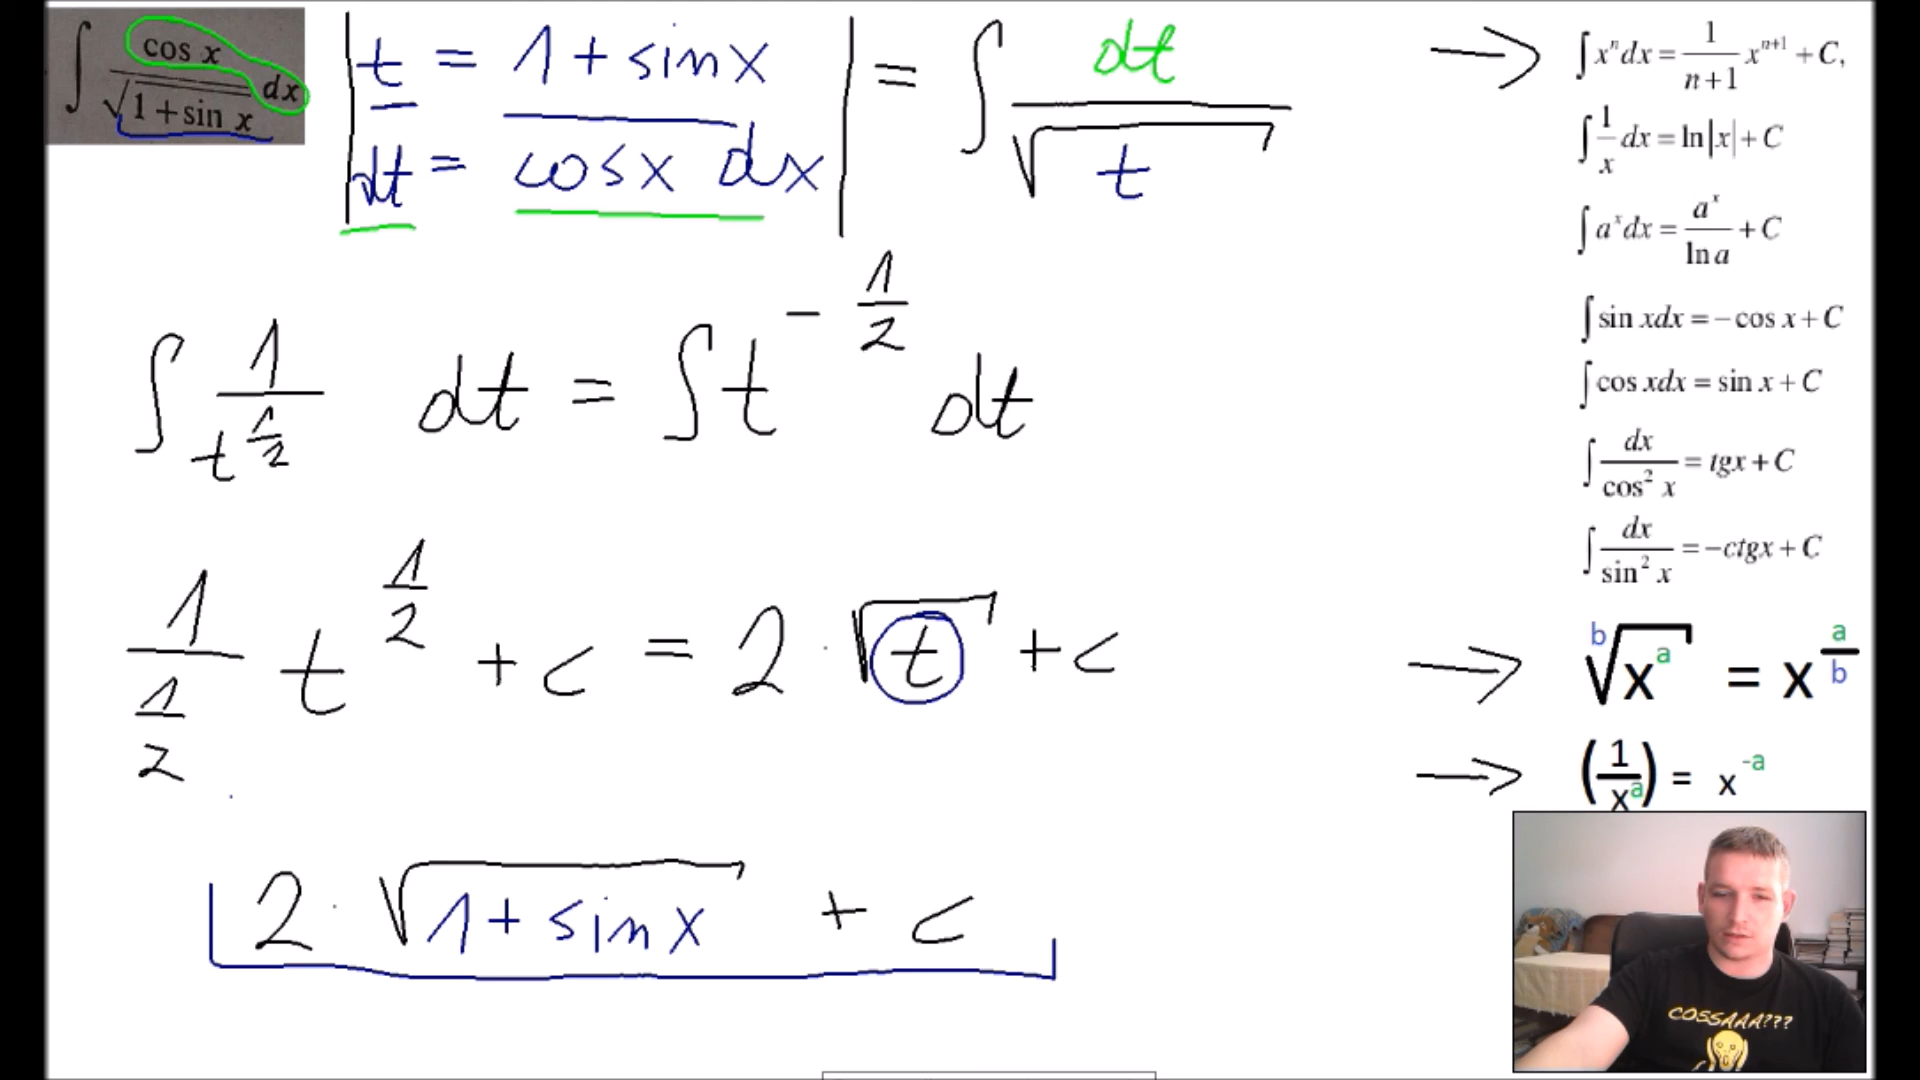 ∫ cos x / √(1 + sin x) dx | t = 1 + sin x | = ∫ dt / √t
| dt = cos x dx |
∫ 1 / t^(1/2) dt = ∫ t^(-1/2) dt
1 / (1/2) t^(1/2) + c = 2 · √t + c
2 · √(1 + sin x) + c
→ ∫ xⁿ dx = 1/(n+1) xⁿ⁺¹ + C,
∫ 1/x dx = ln|x| + C
∫ aˣ dx = aˣ / ln a + C
∫ sin xdx = −cos x + C
∫ cos xdx = sin x + C
∫ dx / cos² x = tgx + C
∫ dx / sin² x = −ctgx + C
→ ᵇ√(xᵃ) = x^(a/b)
→ (1/xᵃ) = x^(-a)
COSSAAA???